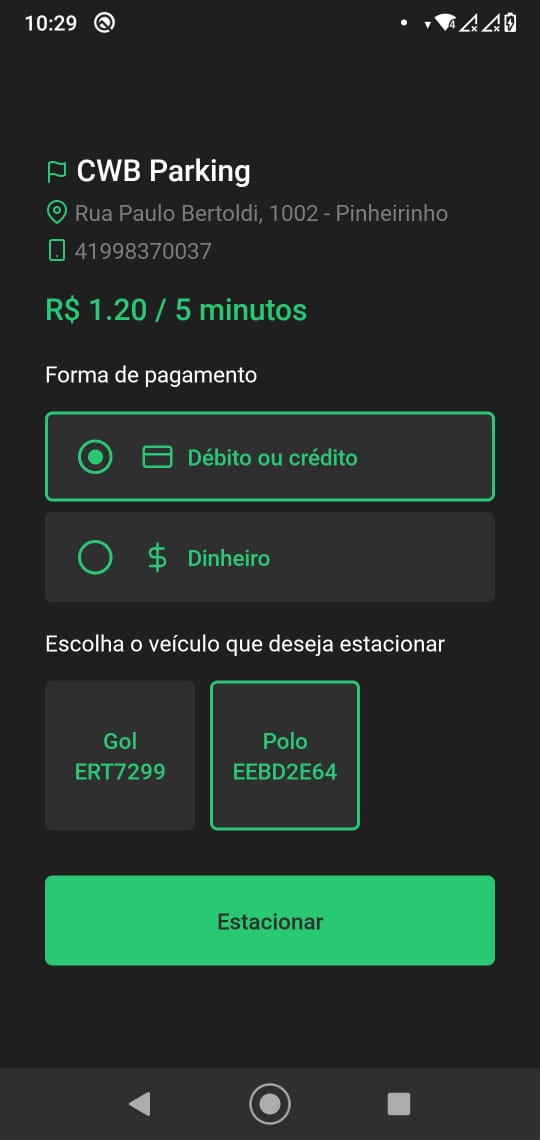 10:29
4
CWB Parking
Rua Paulo Bertoldi, 1002 - Pinheirinho
41998370037
R$ 1.20 / 5 minutos
Forma de pagamento
Débito ou crédito
$ Dinheiro
Escolha o veículo que deseja estacionar
Gol
ERT7299
Polo
EEBD2E64
Estacionar